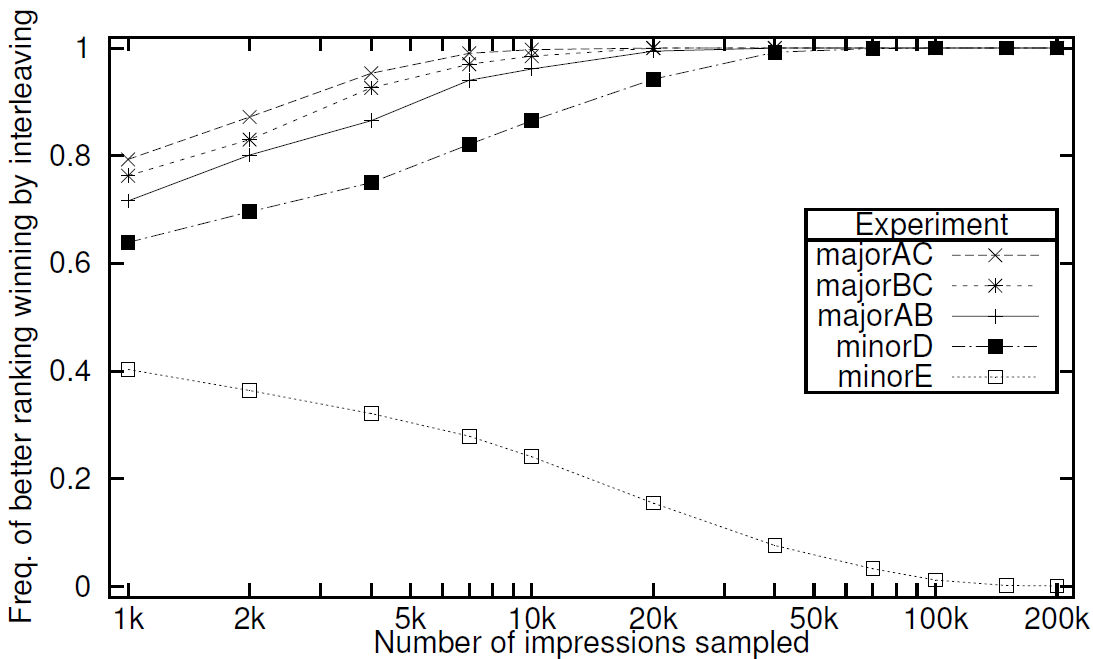 Freq. of better ranking winning by interleaving
1
0.8
0.6
0.4
0.2
0
Experiment
majorAC
majorBC
majorAB
minorD
minorE
1k 2k 5k 10k 20k 50k 100k 200k
Number of impressions sampled